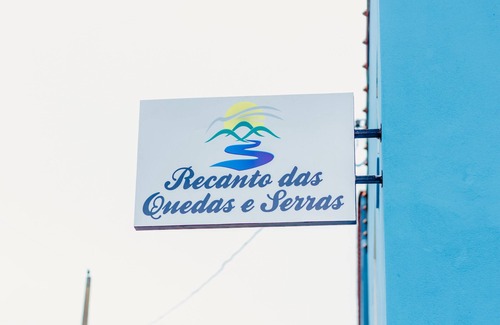 Recanto das
Quedas e Serras